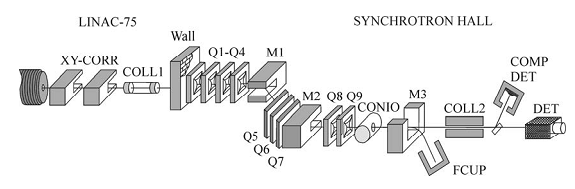 LINAC-75
SYNCHROTRON HALL
Wall
XY-CORR
COLL1
Q1-Q4
M1
COMP
DET
M2
Q8
Q9
CONIO
M3
COLL2
DET
Q5
Q6
Q7
FCUP